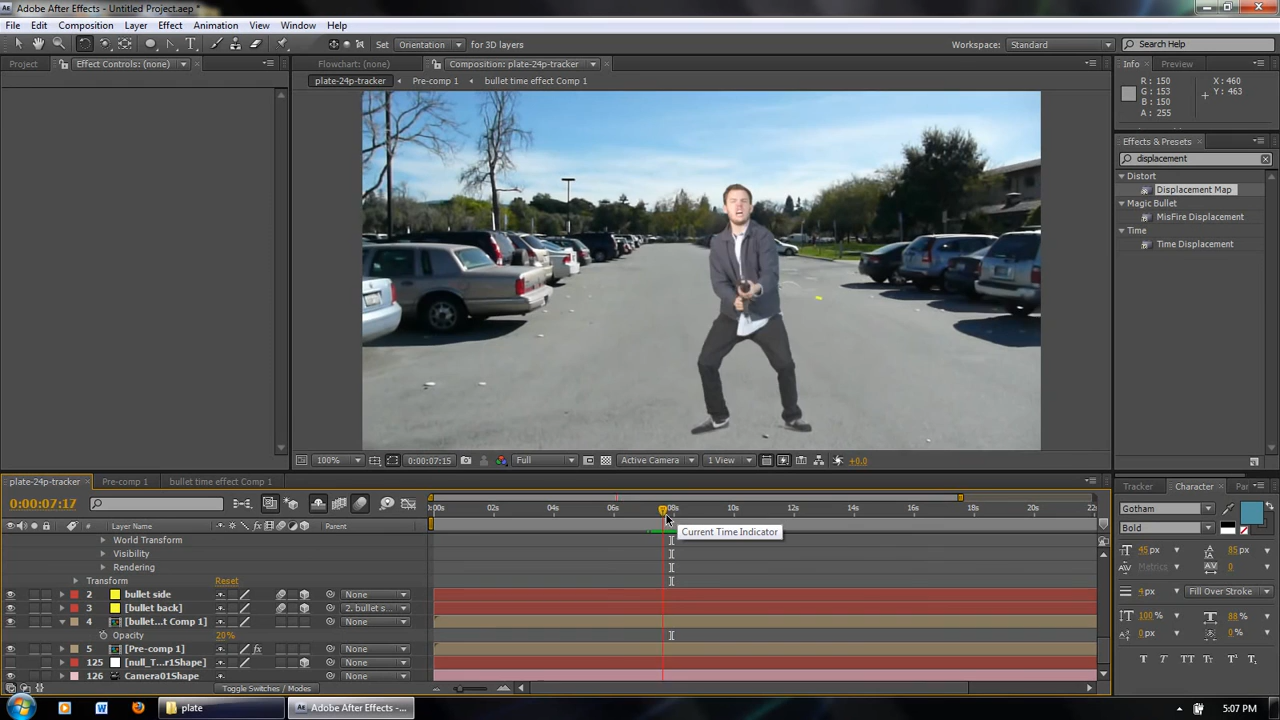 Adobe After Effects - Untitled Project.aep *
File Edit Composition Layer Effect Animation View Window Help
Set Orientation for 3D layers Workspace: Standard Search Help
Project Effect Controls: (none) Flowchart: (none) Composition: plate-24p-tracker Info Preview
plate-24p-tracker Pre-comp 1 bullet time effect Comp 1
R: 150 X: 460
G: 153 Y: 463
B: 150
A: 255
Effects & Presets
displacement
Distort
Displacement Map
Magic Bullet
MisFire Displacement
Time
Time Displacement
100% 0:00:07:15 Full Active Camera 1 View +0.0
plate-24p-tracker Pre-comp 1 bullet time effect Comp 1
Tracker Character Par
0:00:07:17
:00s 02s 04s 06s 08s 10s 12s 14s 16s 18s 20s 22s
Gotham
Bold
# Layer Name Parent
Current Time Indicator
World Transform
Visibility
Rendering
Transform Reset
2 bullet side None
3 [bullet back] 2. bullet s...
4 [bullet...t Comp 1] None
Opacity 20%
5 [Pre-comp 1] None
125 [null_T...r1Shape] None
126 Camera01Shape None
Toggle Switches / Modes
45 px 85 px
Metrics 0
4 px Fill Over Stroke
100 % 88 %
0 px 0 %
T T TT Tt T¹ T₁
plate Adobe After Effects - ... 5:07 PM